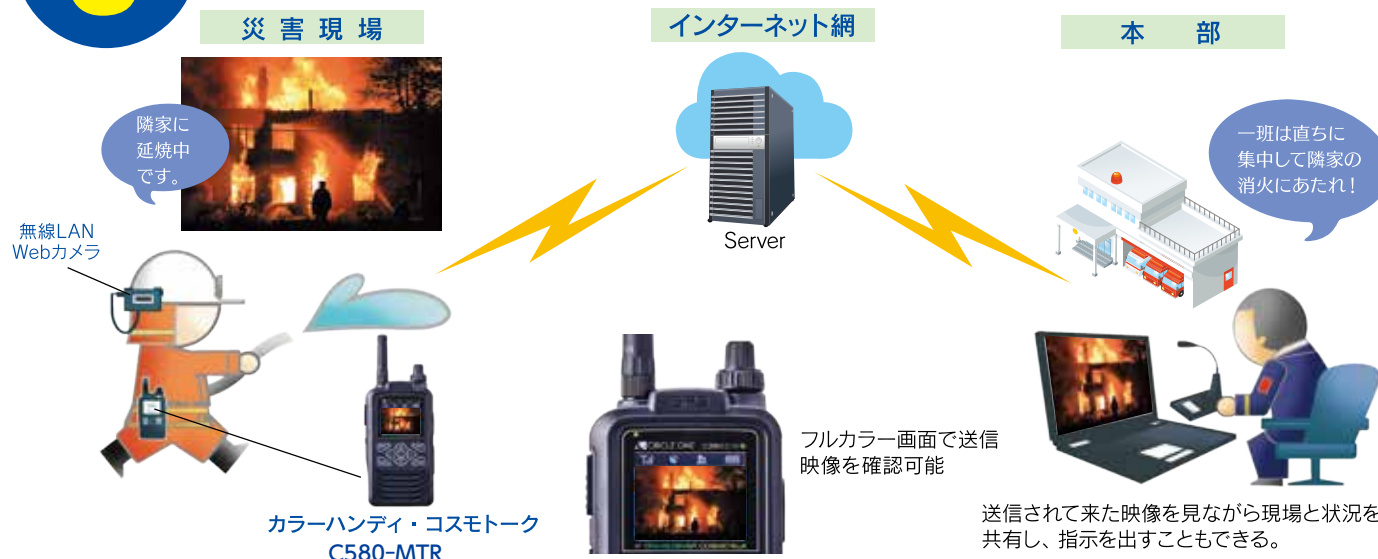 災害現場
インターネット網
本部
隣家に
延焼中
です。
一班は直ちに
集中して隣家の
消火にあたれ！
無線LAN
Webカメラ
Server
フルカラー画面で送信
映像を確認可能
カラーハンディ・コスモトーク
C580-MTR
CIRCLE ONE
送信されて来た映像を見ながら現場と状況を
共有し、指示を出すこともできる。